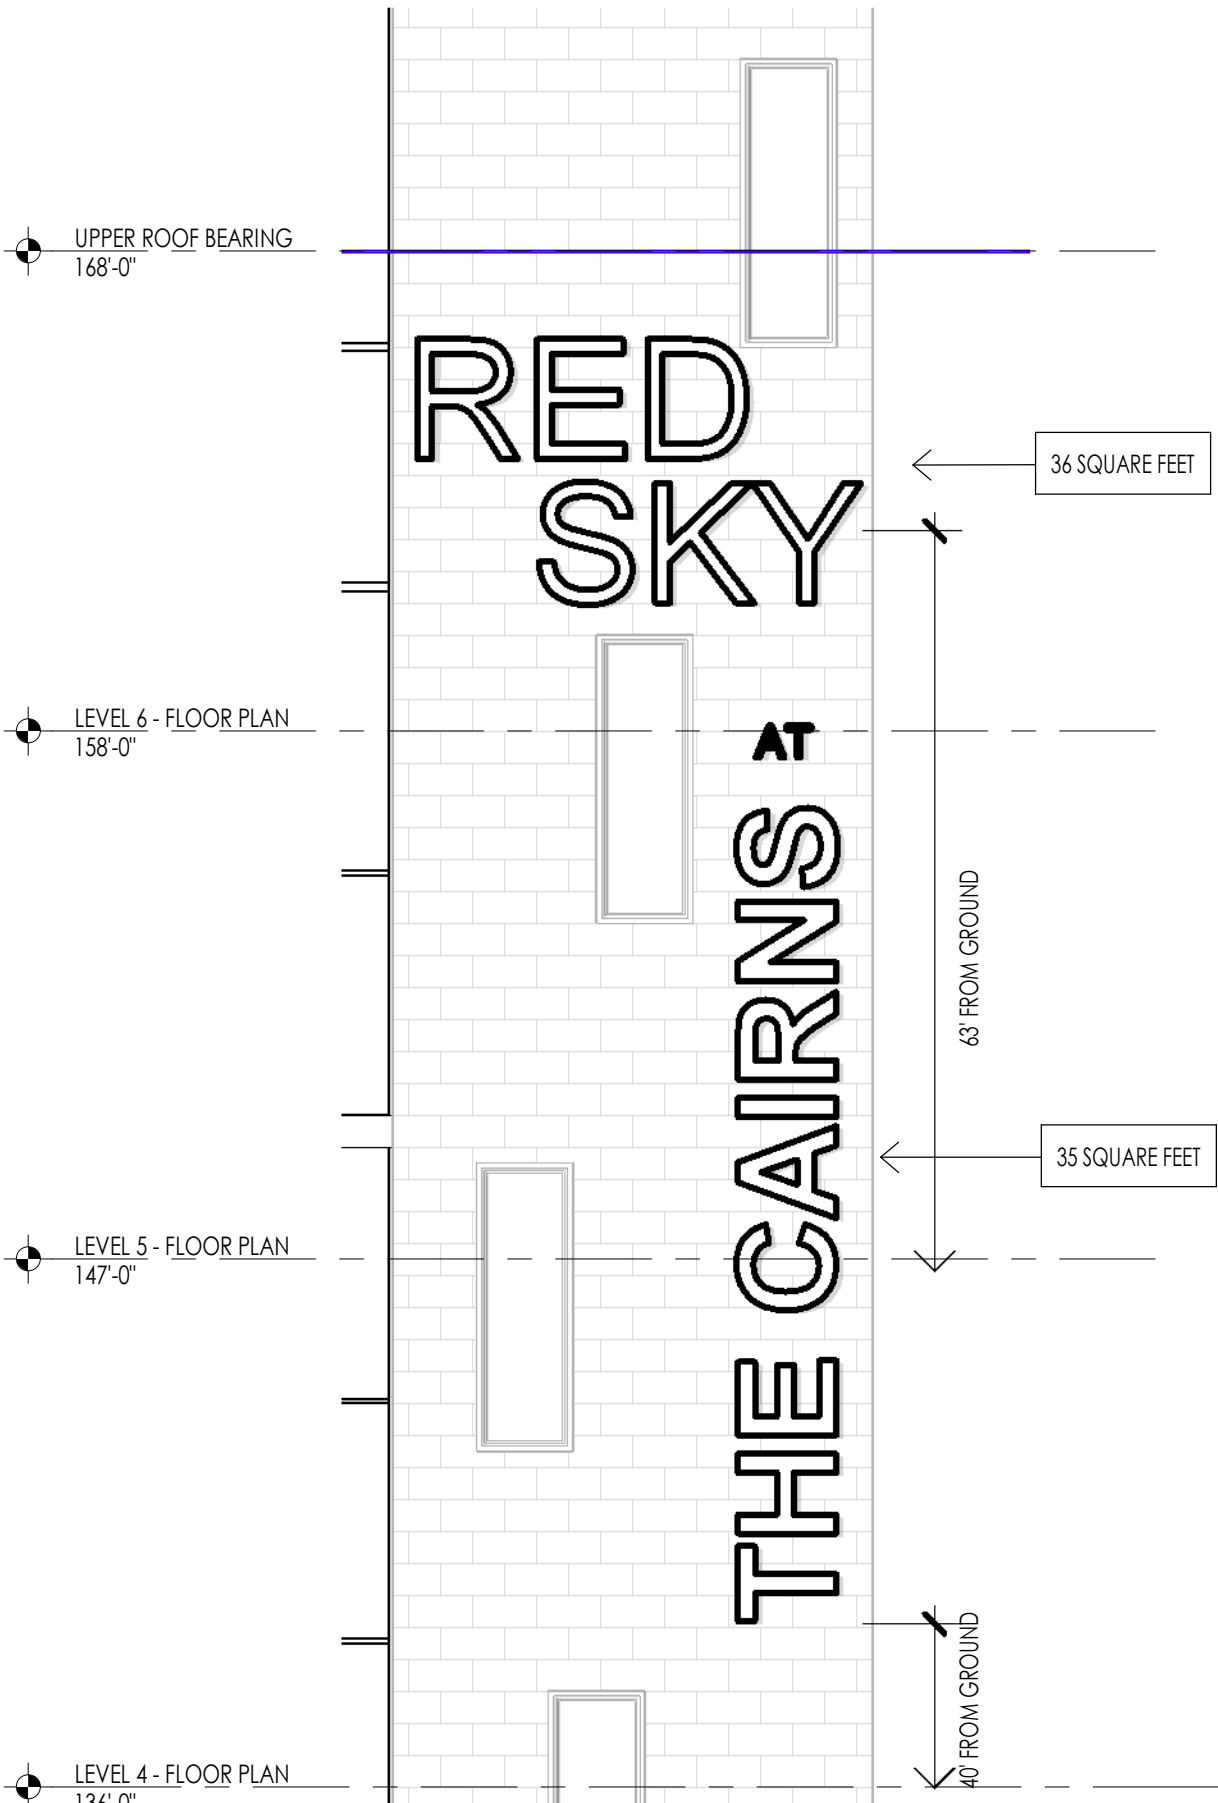 UPPER ROOF BEARING
168'-0"
RED
SKY
36 SQUARE FEET
LEVEL 6 - FLOOR PLAN
158'-0"
AT
THE CAIRNS
63' FROM GROUND
35 SQUARE FEET
LEVEL 5 - FLOOR PLAN
147'-0"
40' FROM GROUND
LEVEL 4 - FLOOR PLAN
136'-0"